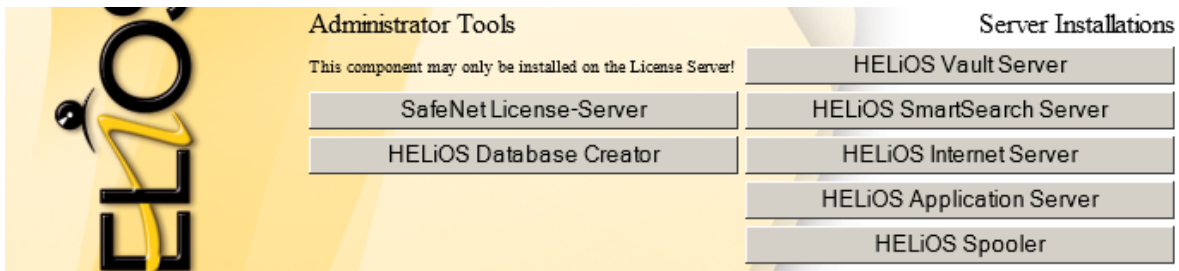 HELiOS
Administrator Tools
This component may only be installed on the License Server!
SafeNet License-Server
HELiOS Database Creator
Server Installations
HELiOS Vault Server
HELiOS SmartSearch Server
HELiOS Internet Server
HELiOS Application Server
HELiOS Spooler